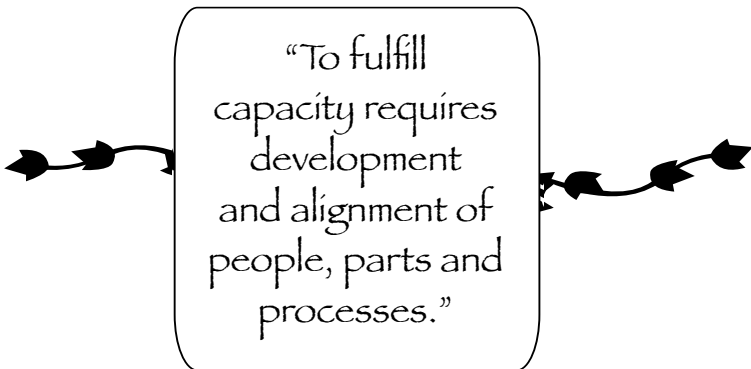 “To fulfill
capacity requires
development
and alignment of
people, parts and
processes.”